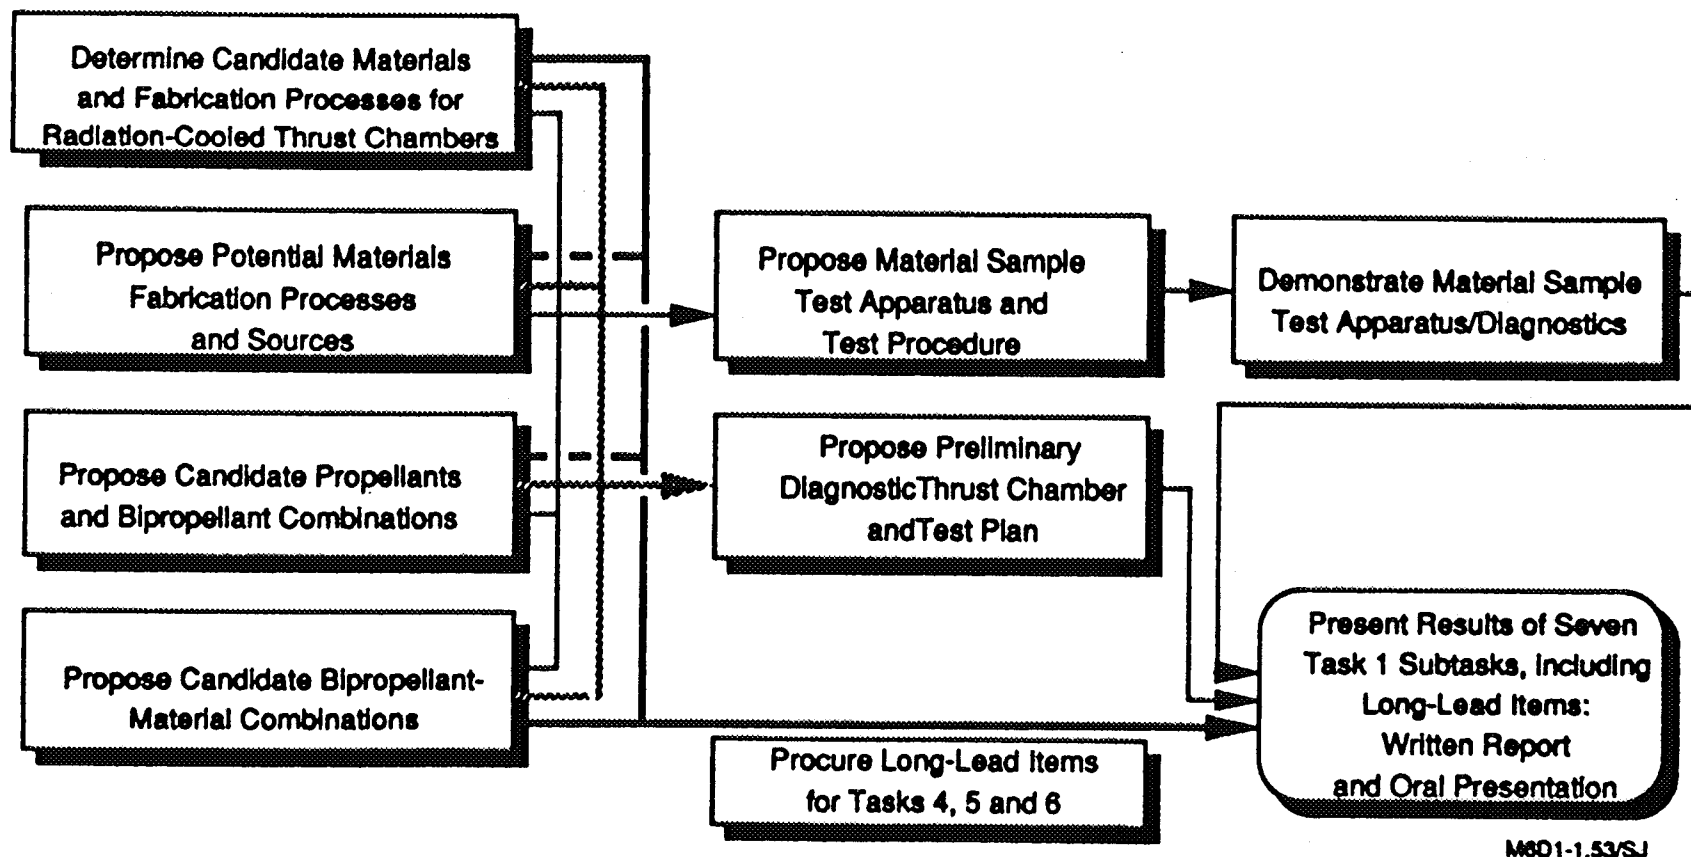 Determine Candidate Materials
and Fabrication Processes for
Radiation-Cooled Thrust Chambers
Propose Potential Materials
Fabrication Processes
and Sources
Propose Candidate Propellants
and Bipropellant Combinations
Propose Candidate Bipropellant-
Material Combinations
Propose Material Sample
Test Apparatus and
Test Procedure
Propose Preliminary
DiagnosticThrust Chamber
andTest Plan
Procure Long-Lead Items
for Tasks 4, 5 and 6
Demonstrate Material Sample
Test Apparatus/Diagnostics
Present Results of Seven
Task 1 Subtasks, Including
Long-Lead Items:
Written Report
and Oral Presentation
M6D1-1.53/SJ